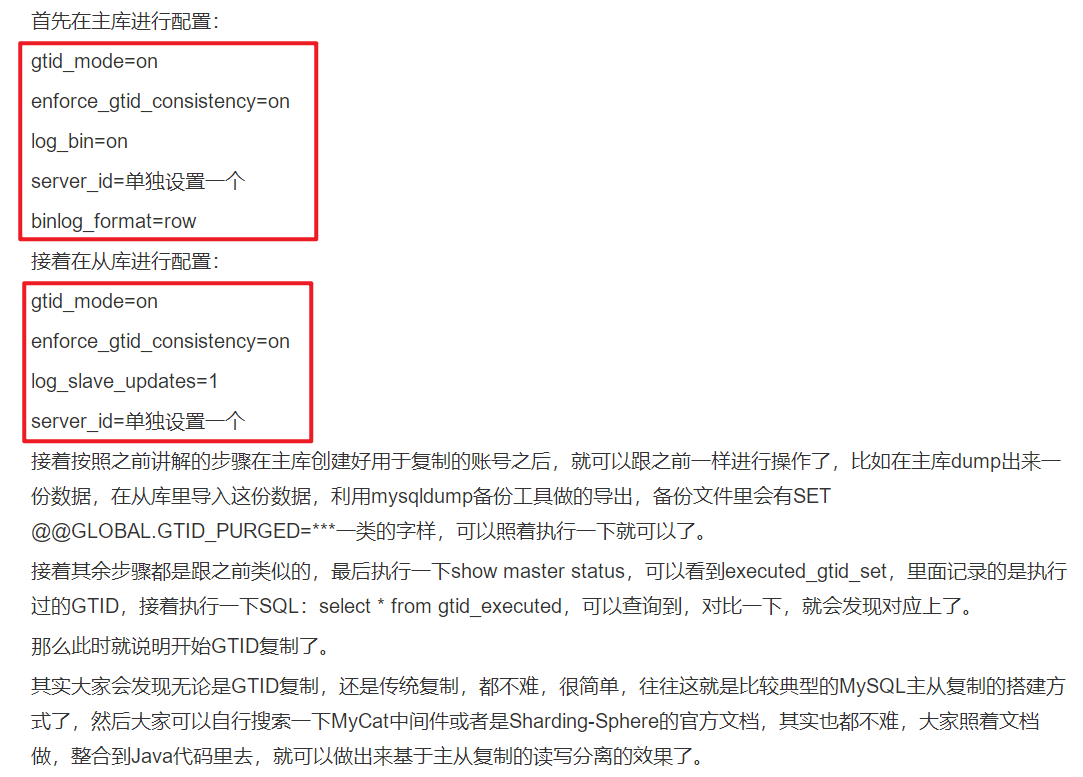 首先在主库进行配置：
gtid_mode=on
enforce_gtid_consistency=on
log_bin=on
server_id=单独设置一个
binlog_format=row
接着在从库进行配置：
gtid_mode=on
enforce_gtid_consistency=on
log_slave_updates=1
server_id=单独设置一个
接着按照之前讲解的步骤在主库创建好用于复制的账号之后，就可以跟之前一样进行操作了，比如在主库dump出来一
份数据，在从库里导入这份数据，利用mysqldump备份工具做的导出，备份文件里会有SET
@@GLOBAL.GTID_PURGED=***一类的字样，可以照着执行一下就可以了。
接着其余步骤都是跟之前类似的，最后执行一下show master status，可以看到executed_gtid_set，里面记录的是执行
过的GTID，接着执行一下SQL：select * from gtid_executed，可以查询到，对比一下，就会发现对应上了。
那么此时就说明开始GTID复制了。
其实大家会发现无论是GTID复制，还是传统复制，都不难，很简单，往往这就是比较典型的MySQL主从复制的搭建方
式了，然后大家可以自行搜索一下MyCat中间件或者是Sharding-Sphere的官方文档，其实也都不难，大家照着文档
做，整合到Java代码里去，就可以做出来基于主从复制的读写分离的效果了。